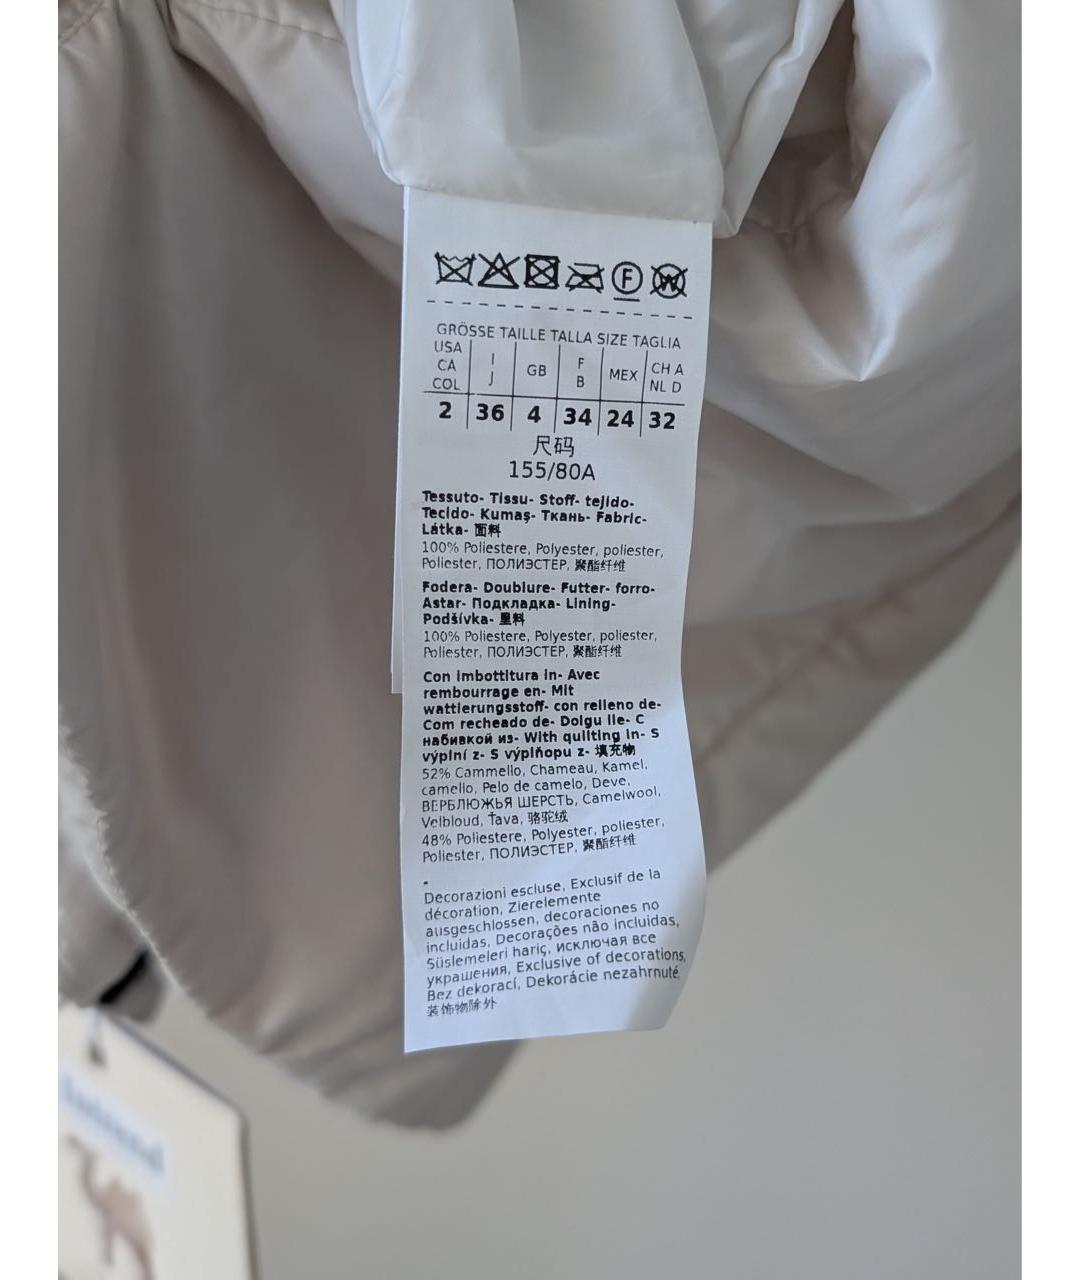 F W
GRÖSSE TAILLE TALLA SIZE TAGLIA
USA CA COL I J GB F B MEX CH A NL D
2 36 4 34 24 32
尺码
155/80A
Tessuto- Tissu- Stoff- tejido-
Tecido- Kumaş- Ткань- Fabric-
Látka- 面料
100% Poliestere, Polyester, poliester,
Poliester, ПОЛИЭСТЕР, 聚酯纤维
Fodera- Doublure- Futter- forro-
Astar- Подкладка- Lining-
Podšívka- 里料
100% Poliestere, Polyester, poliester,
Poliester, ПОЛИЭСТЕР, 聚酯纤维
Con imbottitura in- Avec
rembourrage en- Mit
wattierungsstoff- con relleno de-
Com recheado de- Dolgu ile- С
набивкой из- With quilting in- S
výplní z- S výplňopu z- 填充物
52% Cammello, Chameau, Kamel,
camello, Pelo de camelo, Deve,
ВЕРБЛЮЖЬЯ ШЕРСТЬ, Camelwool,
Velbloud, Ťava, 骆驼绒
48% Poliestere, Polyester, poliester,
Poliester, ПОЛИЭСТЕР, 聚酯纤维
-
Decorazioni escluse, Exclusif de la
décoration, Zierelemente
ausgeschlossen, decoraciones no
incluidas, Decorações não incluidas,
Süslemeleri hariç, исключая все
украшения, Exclusive of decorations,
Bez dekorací, Dekorácie nezahrnuté,
装饰物除外